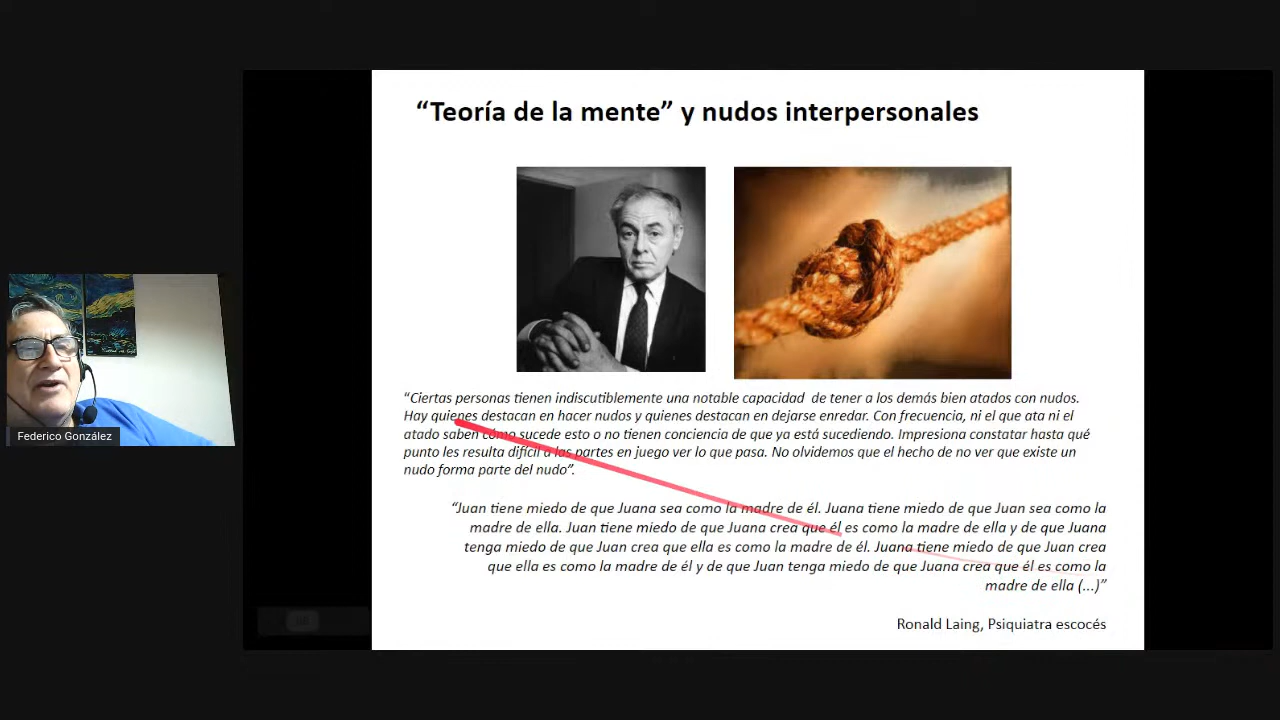 “Teoría de la mente” y nudos interpersonales
“Ciertas personas tienen indiscutiblemente una notable capacidad de tener a los demás bien atados con nudos.
Hay quienes destacan en hacer nudos y quienes destacan en dejarse enredar. Con frecuencia, ni el que ata ni el
atado saben cómo sucede esto o no tienen conciencia de que ya está sucediendo. Impresiona constatar hasta qué
punto les resulta difícil a las partes en juego ver lo que pasa. No olvidemos que el hecho de no ver que existe un
nudo forma parte del nudo”.
“Juan tiene miedo de que Juana sea como la madre de él. Juana tiene miedo de que Juan sea como la
madre de ella. Juan tiene miedo de que Juana crea que él es como la madre de ella y de que Juana
tenga miedo de que Juan crea que ella es como la madre de él. Juana tiene miedo de que Juan crea
que ella es como la madre de él y de que Juan tenga miedo de que Juana crea que él es como la
madre de ella (...)”
Ronald Laing, Psiquiatra escocés
Federico González